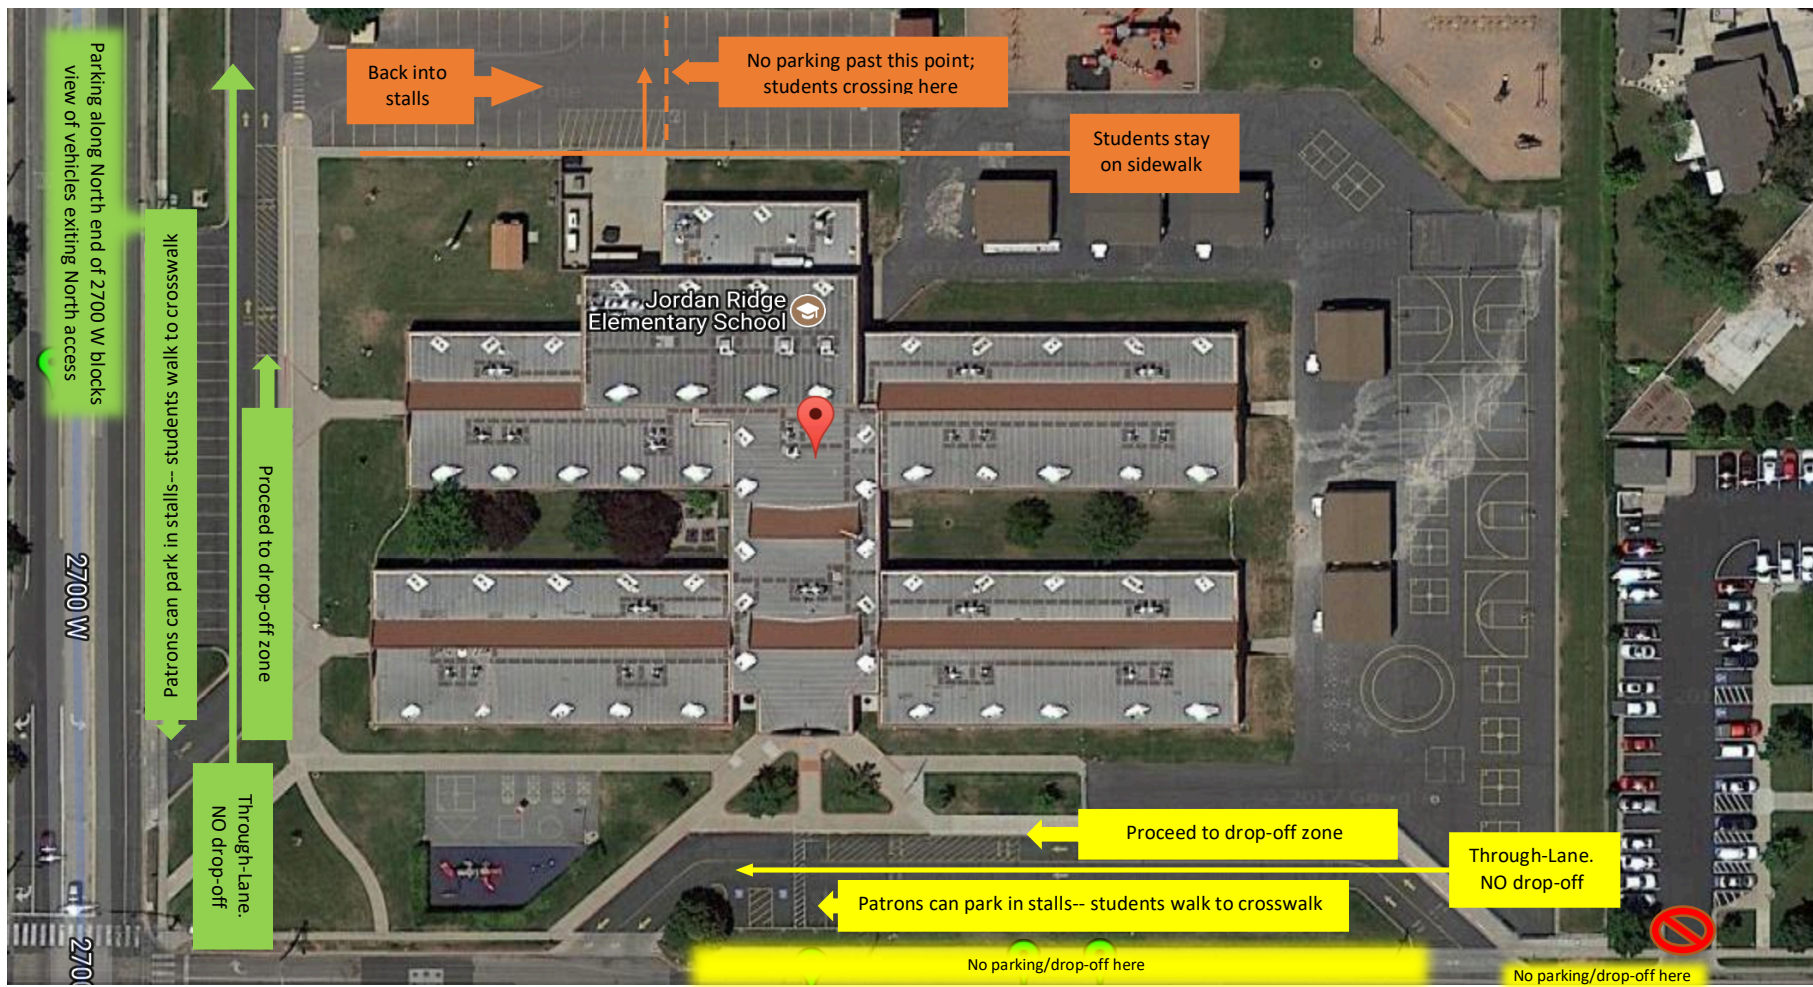 Parking along North end of 2700 W blocks
view of vehicles exiting North access
Patrons can park in stalls-- students walk to crosswalk
Proceed to drop-off zone
Through-Lane.
NO drop-off
2700 W
2700
Back into
stalls
No parking past this point;
students crossing here
Students stay
on sidewalk
Jordan Ridge
Elementary School
Proceed to drop-off zone
Through-Lane.
NO drop-off
Patrons can park in stalls-- students walk to crosswalk
No parking/drop-off here
No parking/drop-off here